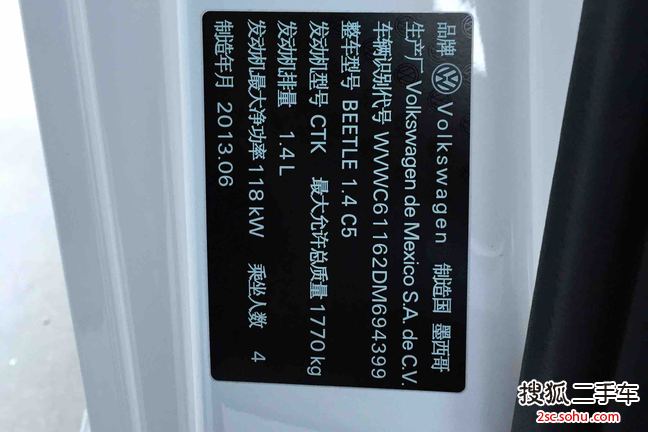 品牌 Volkswagen 制造国 墨西哥
生产厂 Volkswagen de Mexico S.A. de C.V.
车辆识别代号 WVWC61162DM694399
整车型号 BEETLE 1.4 C5
发动机型号 CTK 最大允许总质量 1770 kg
发动机排量 1.4 L
发动机最大净功率 118 kW 乘坐人数 4
制造年月 2013.06
搜狐二手车
2sc.sohu.com